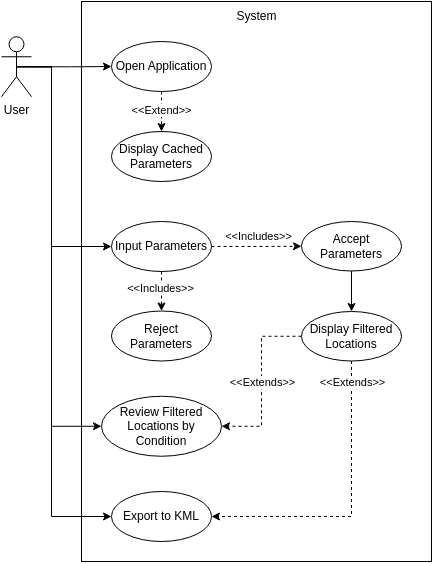 System
User
Open Application
<<Extend>>
Display Cached
Parameters
Input Parameters
<<Includes>>
Accept
Parameters
<<Includes>>
Reject
Parameters
Display Filtered
Locations
<<Extends>>
<<Extends>>
Review Filtered
Locations by
Condition
Export to KML